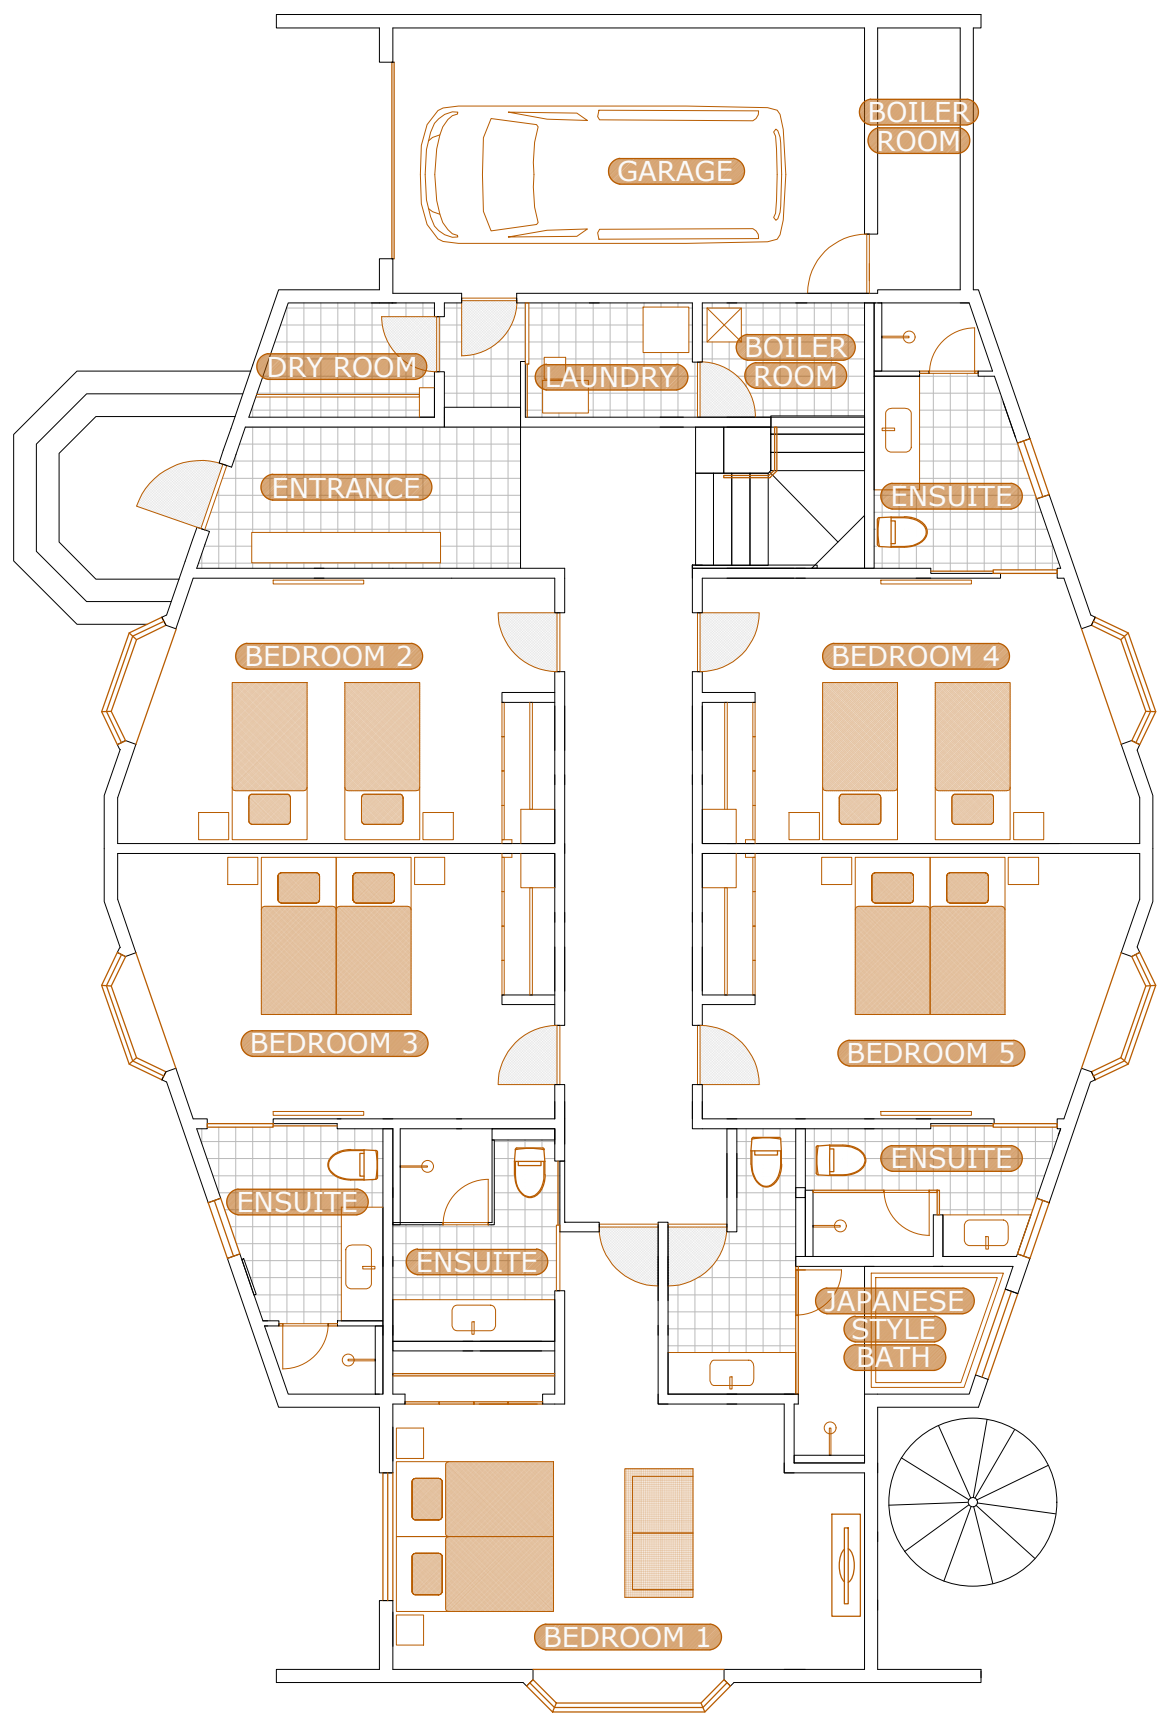 BOILER
ROOM
GARAGE
DRY ROOM
LAUNDRY
BOILER
ROOM
ENTRANCE
ENSUITE
BEDROOM 2
BEDROOM 4
BEDROOM 3
BEDROOM 5
ENSUITE
ENSUITE
ENSUITE
JAPANESE
STYLE
BATH
BEDROOM 1